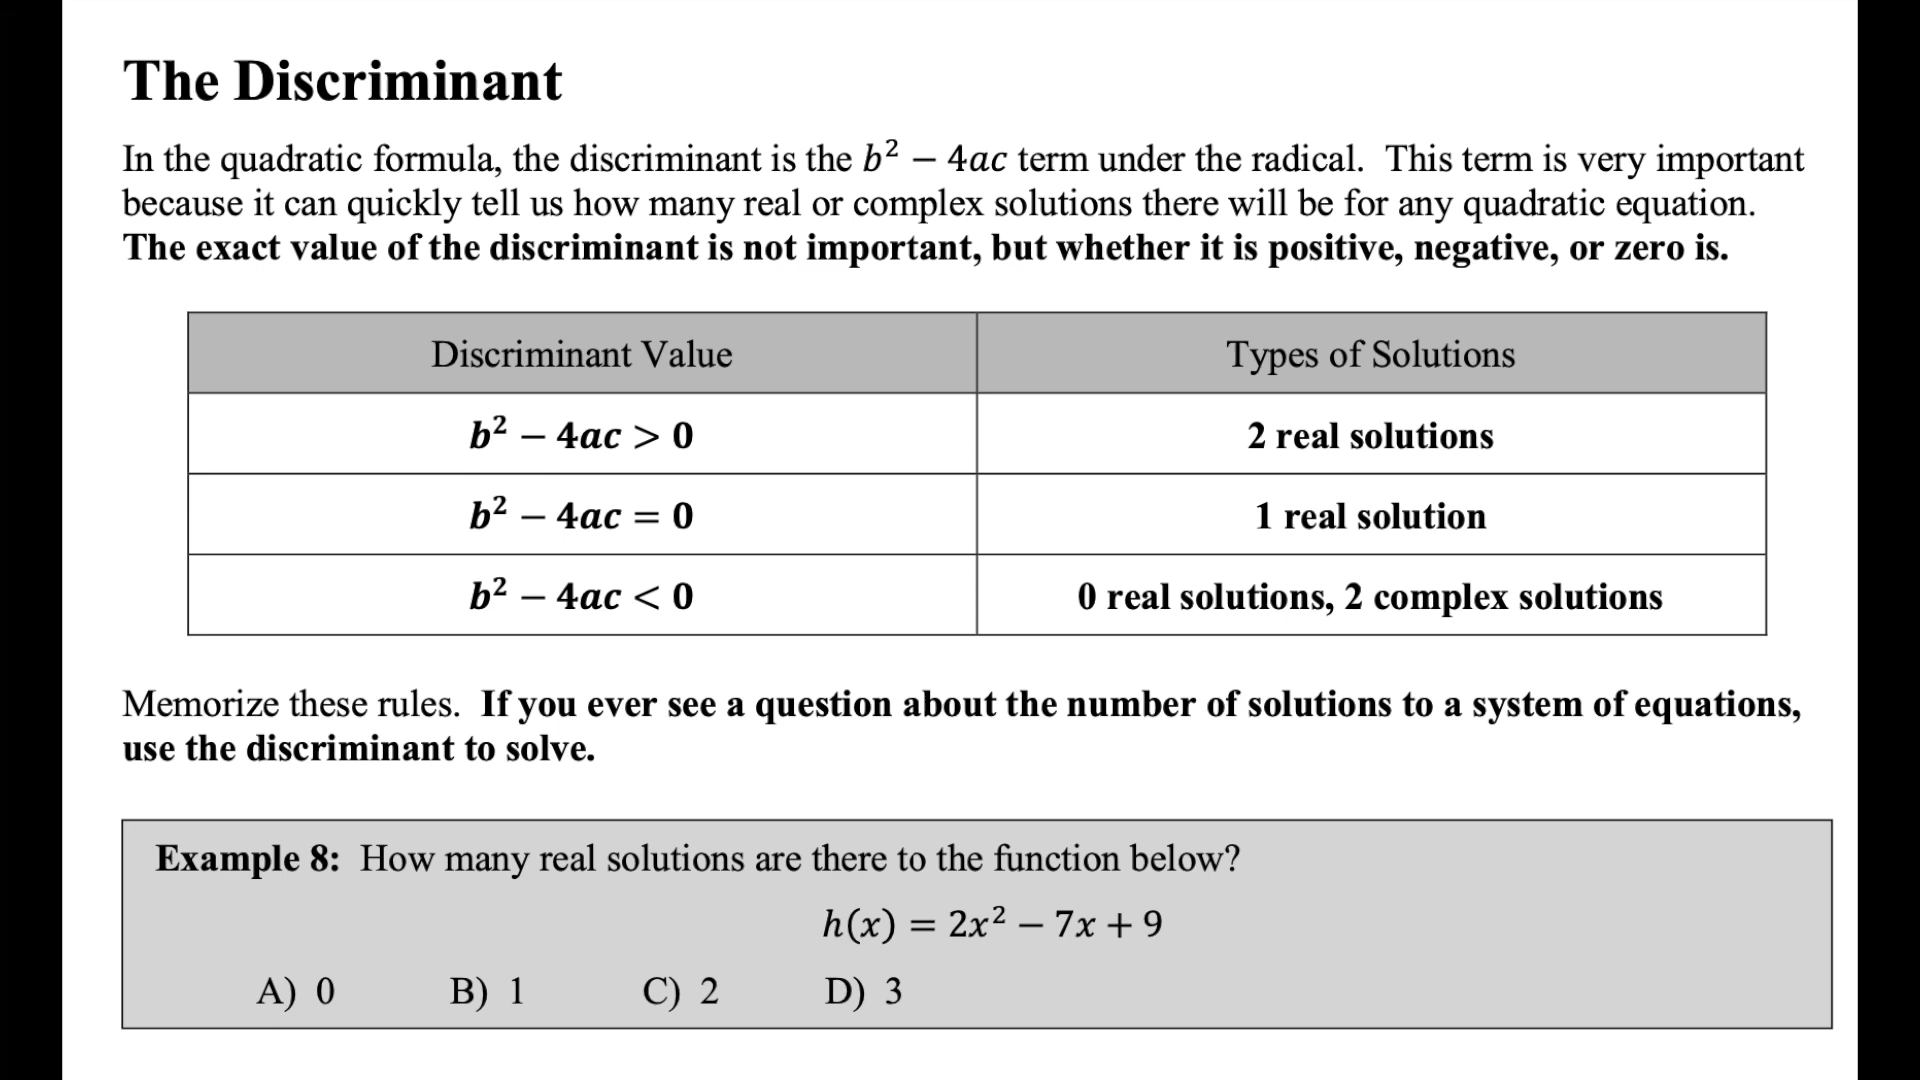 The Discriminant
In the quadratic formula, the discriminant is the b² − 4ac term under the radical. This term is very important
because it can quickly tell us how many real or complex solutions there will be for any quadratic equation.
The exact value of the discriminant is not important, but whether it is positive, negative, or zero is.
Discriminant Value Types of Solutions
b² − 4ac > 0 2 real solutions
b² − 4ac = 0 1 real solution
b² − 4ac < 0 0 real solutions, 2 complex solutions
Memorize these rules. If you ever see a question about the number of solutions to a system of equations,
use the discriminant to solve.
Example 8: How many real solutions are there to the function below?
h(x) = 2x² − 7x + 9
A) 0 B) 1 C) 2 D) 3